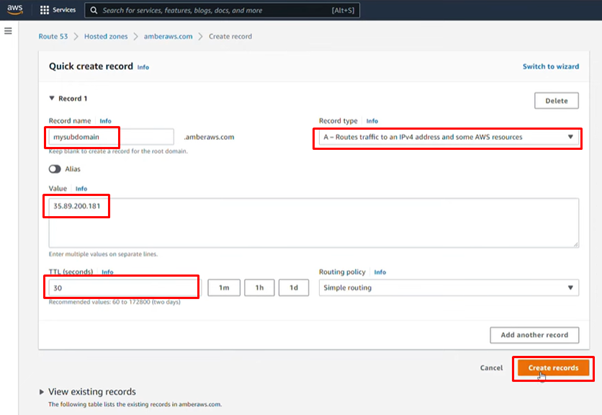 aws
Services
Search for services, features, blogs, docs, and more
[Alt+S]
Route 53 > Hosted zones > amberaws.com > Create record
Quick create record Info
Switch to wizard
Record 1
Delete
Record name Info
mysubdomain
.amberaws.com
Keep blank to create a record for the root domain.
Record type Info
A – Routes traffic to an IPv4 address and some AWS resources
Alias
Value Info
35.89.200.181
Enter multiple values on separate lines.
TTL (seconds) Info
30
1m
1h
1d
Recommended values: 60 to 172800 (two days)
Routing policy Info
Simple routing
Add another record
Cancel
Create records
View existing records
The following table lists the existing records in amberaws.com.